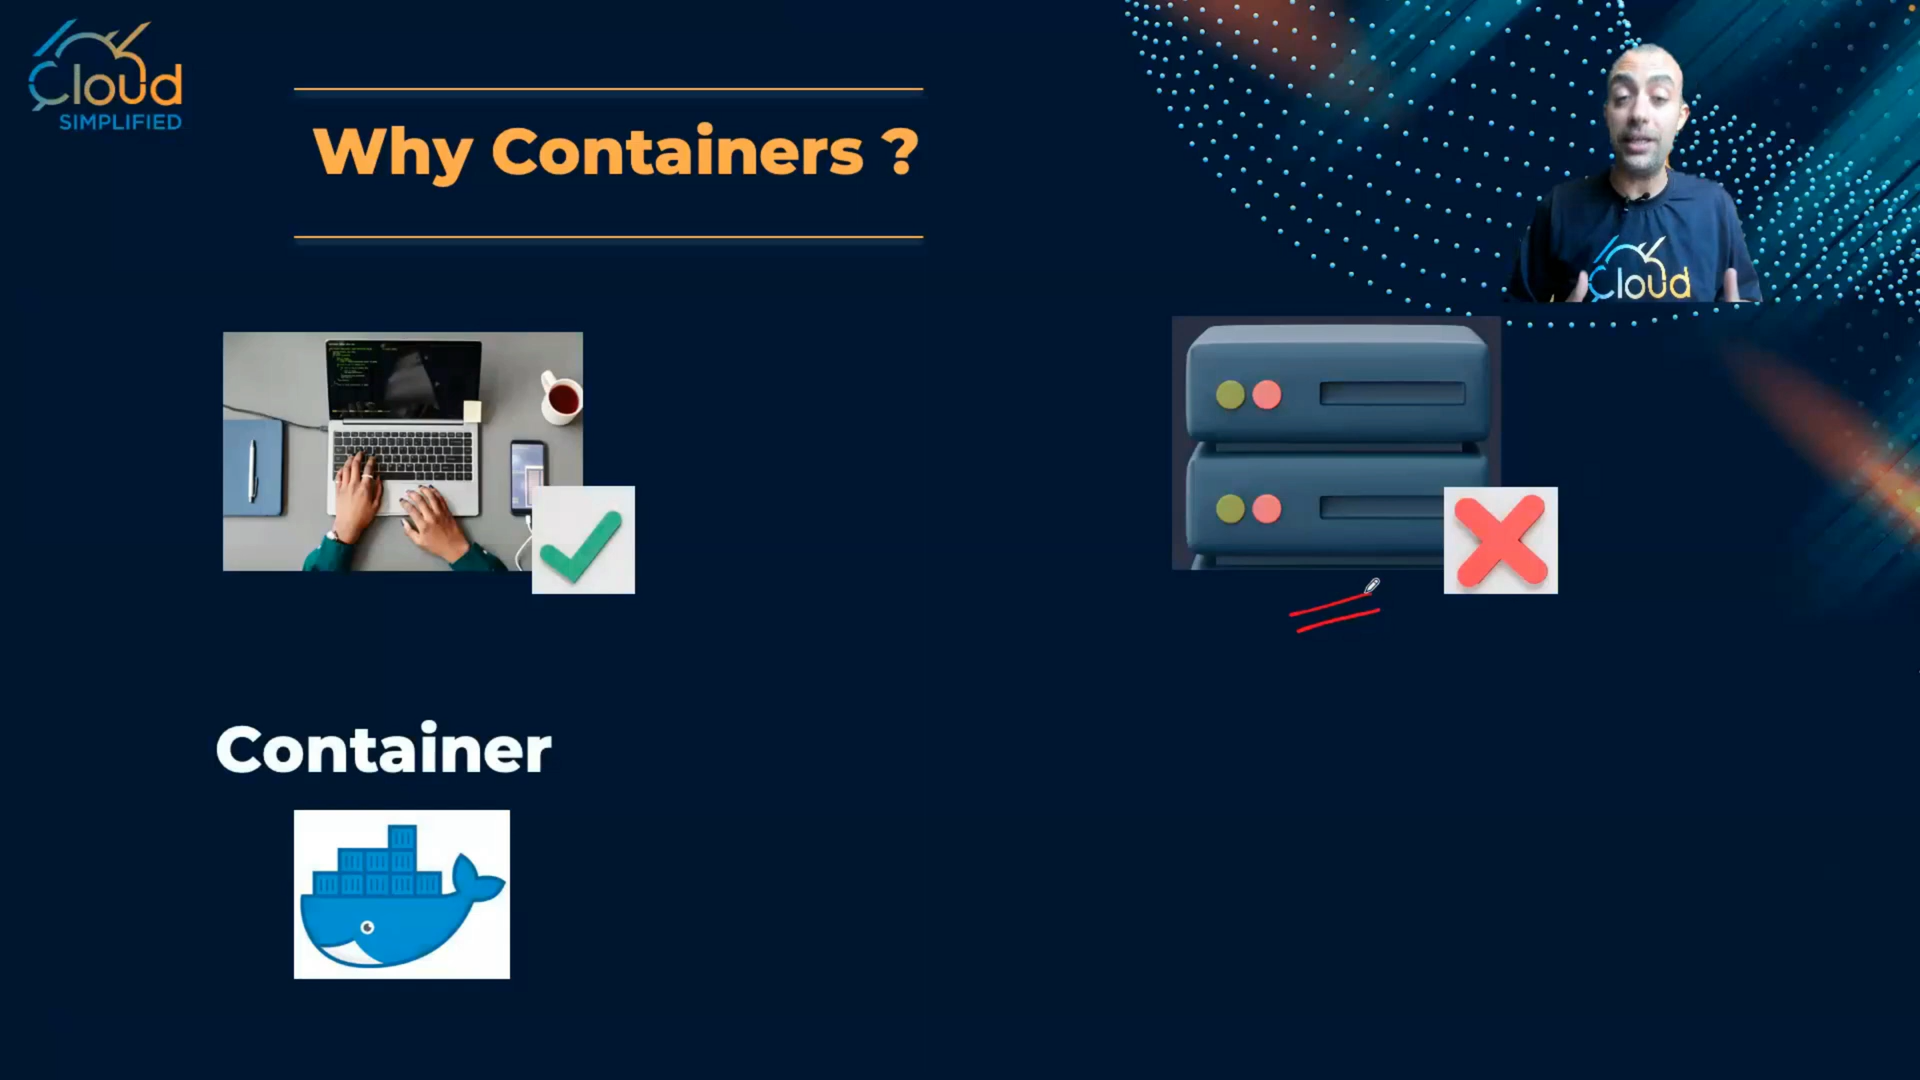 Cloud
SIMPLIFIED
Why Containers ?
Cloud
Container